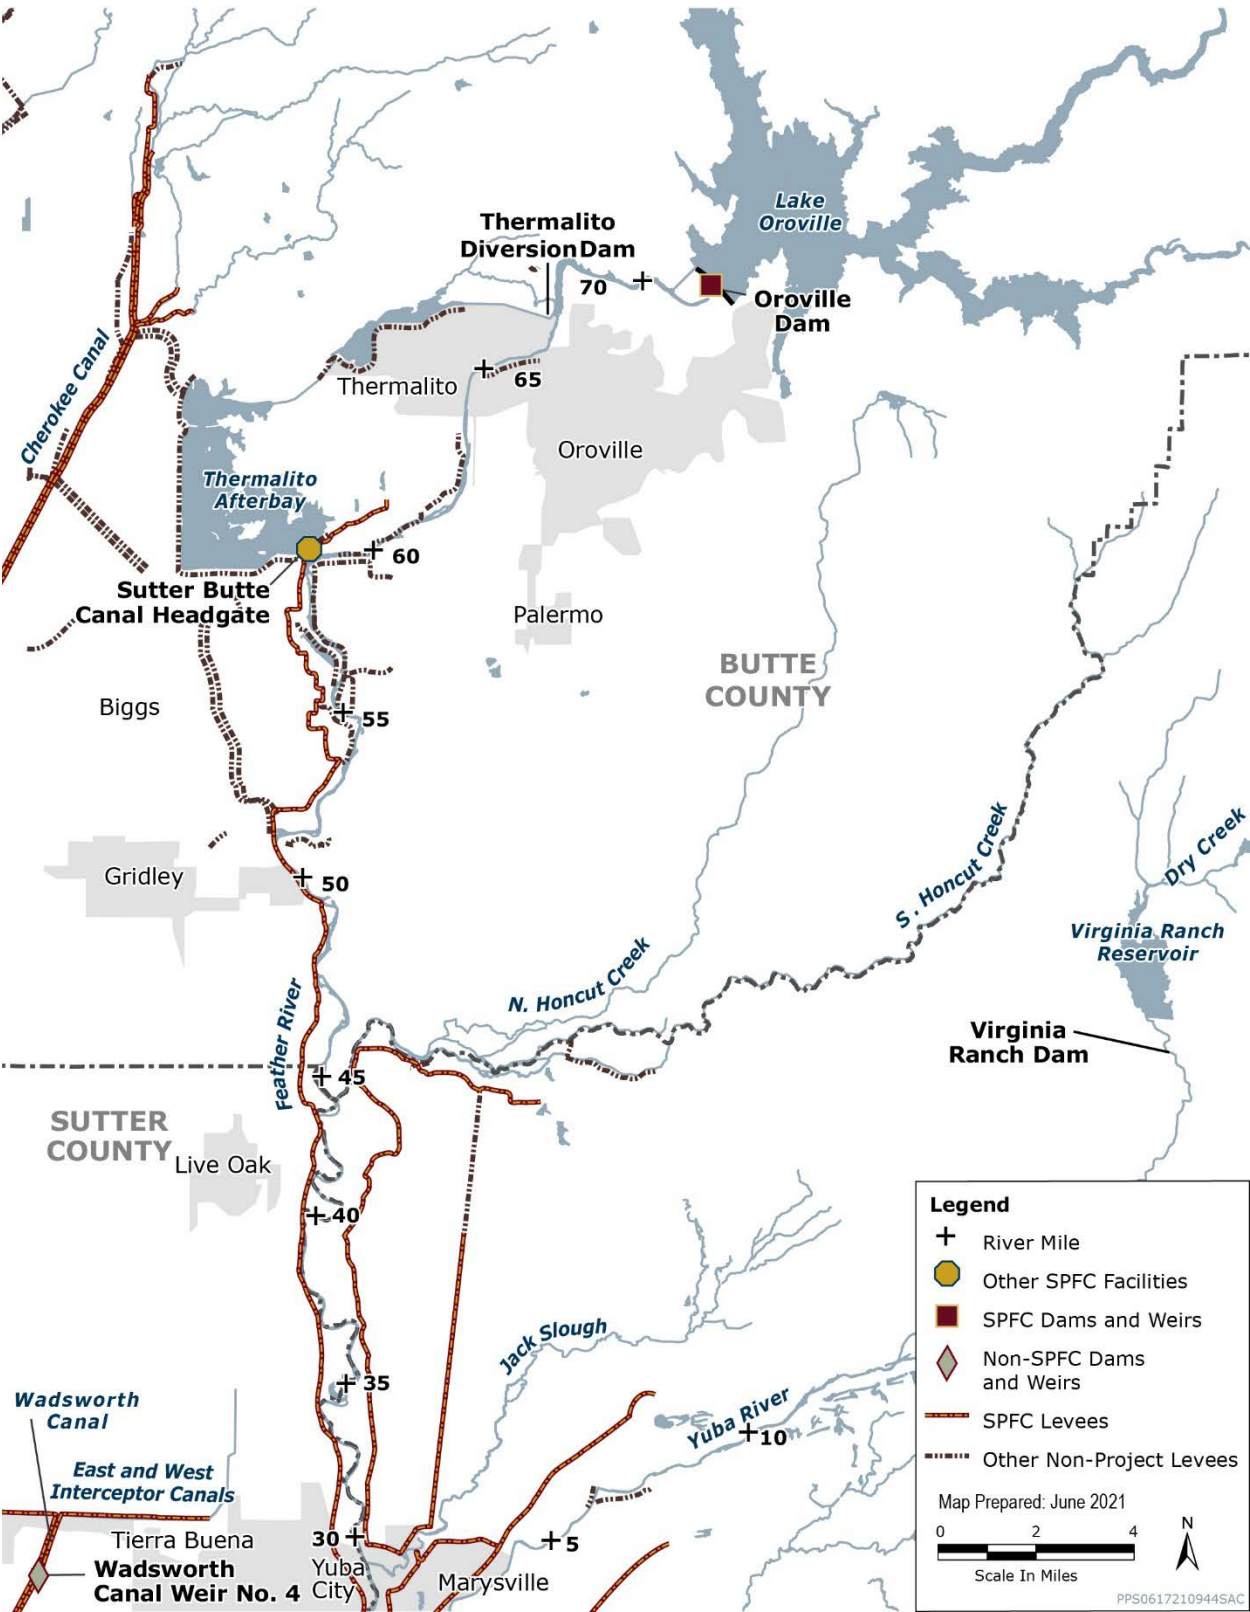 Lake
Oroville
Thermalito
Diversion Dam
70
Oroville
Dam
Cherokee Canal
Thermalito
65
Oroville
Thermalito
Afterbay
60
Sutter Butte
Canal Headgate
Palermo
BUTTE
COUNTY
Biggs
55
Gridley
50
Dry Creek
S. Honcut Creek
Virginia Ranch
Reservoir
N. Honcut Creek
Feather River
Virginia
Ranch Dam
45
SUTTER
COUNTY
Live Oak
40
Jack Slough
35
Wadsworth
Canal
Yuba River
10
East and West
Interceptor Canals
Tierra Buena
30
5
Wadsworth
Canal Weir No. 4
Yuba
City
Marysville
Legend
River Mile
Other SPFC Facilities
SPFC Dams and Weirs
Non-SPFC Dams
and Weirs
SPFC Levees
Other Non-Project Levees
Map Prepared: June 2021
0 2 4
Scale In Miles
N
PPS0617210944SAC